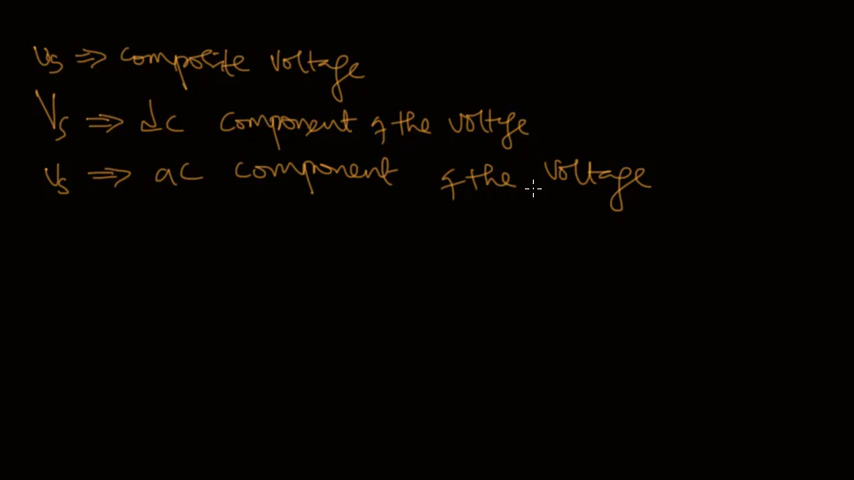 vs ⇒ composite voltage
Vs ⇒ dc component of the voltge
vs ⇒ ac component of the voltage